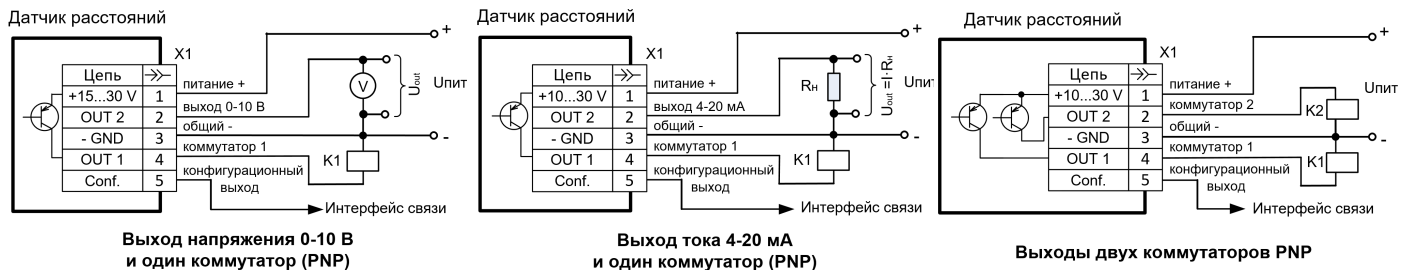 Датчик расстояний
X1
+
Цепь
питание +
+15...30 V 1
V
Uout
Uпит
выход 0-10 В
OUT 2 2
общий -
-
- GND 3
коммутатор 1
OUT 1 4
K1
конфигурационный
Conf. 5
выход
Интерфейс связи
Выход напряжения 0-10 В
и один коммутатор (PNP)
Датчик расстояний
X1
+
Цепь
питание +
+10...30 V 1
Rн
Uout =I·Rн
Uпит
выход 4-20 мА
OUT 2 2
общий -
-
- GND 3
коммутатор 1
OUT 1 4
K1
конфигурационный
Conf. 5
выход
Интерфейс связи
Выход тока 4-20 мА
и один коммутатор (PNP)
Датчик расстояний
X1
+
Цепь
питание +
+10...30 V 1
Uпит
коммутатор 2
OUT 2 2
K2
общий -
-
- GND 3
коммутатор 1
OUT 1 4
K1
конфигурационный
Conf. 5
выход
Интерфейс связи
Выходы двух коммутаторов PNP